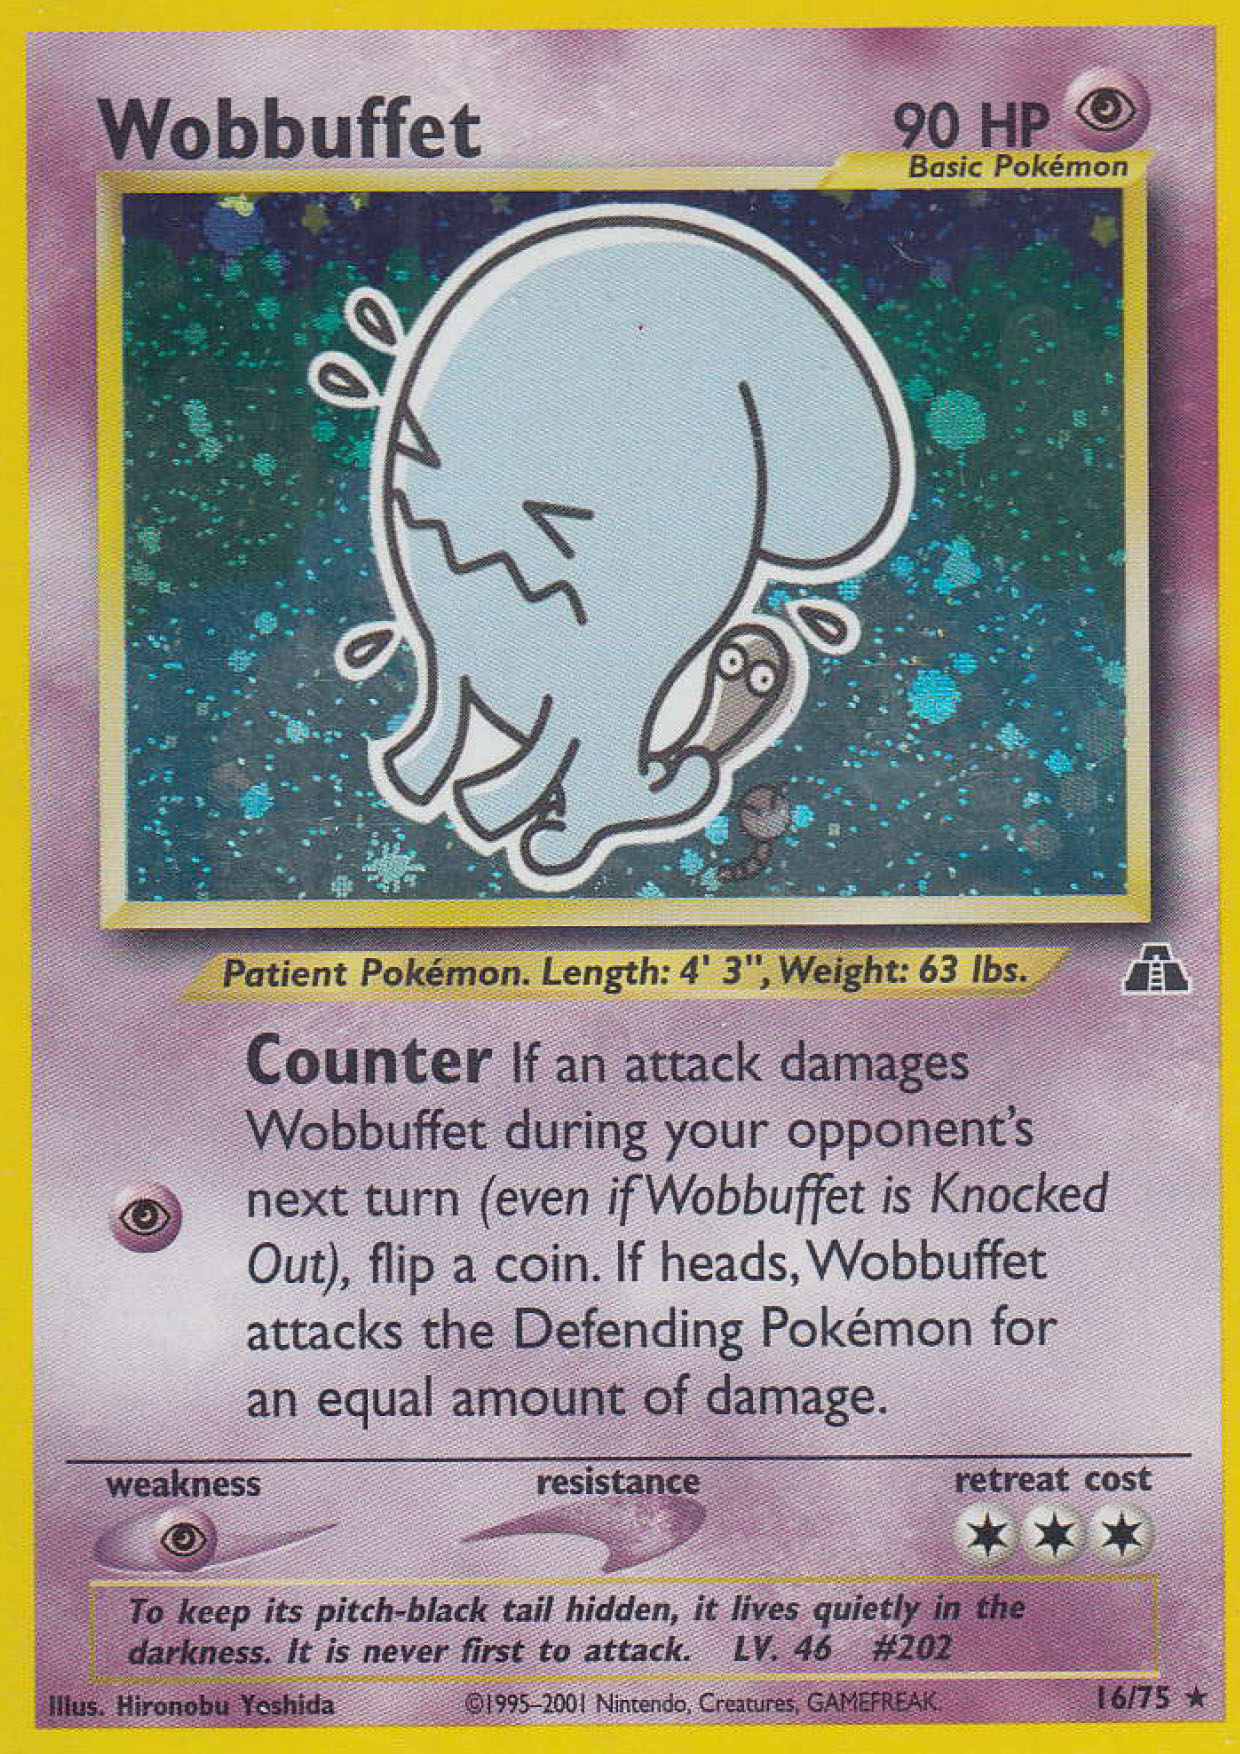 Wobbuffet
90 HP
Basic Pokémon
Patient Pokémon. Length: 4' 3", Weight: 63 lbs.
Counter If an attack damages
Wobbuffet during your opponent's
next turn (even if Wobbuffet is Knocked
Out), flip a coin. If heads, Wobbuffet
attacks the Defending Pokémon for
an equal amount of damage.
weakness
resistance
retreat cost
To keep its pitch-black tail hidden, it lives quietly in the
darkness. It is never first to attack. LV. 46 #202
Illus. Hironobu Yoshida
©1995–2001 Nintendo, Creatures, GAMEFREAK.
16/75 ★